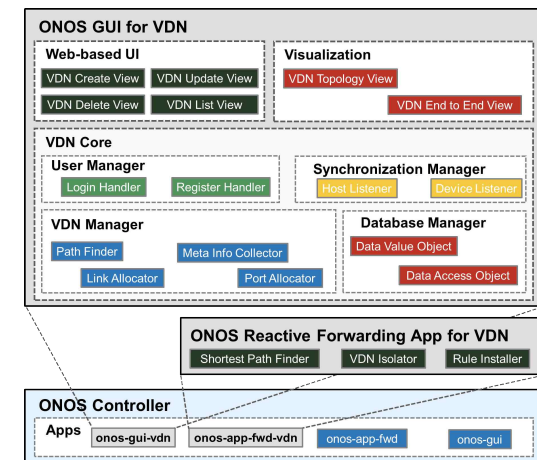 ONOS GUI for VDN
Web-based UI
Visualization
VDN Create View
VDN Update View
VDN Topology View
VDN Delete View
VDN List View
VDN End to End View
VDN Core
User Manager
Synchronization Manager
Login Handler
Register Handler
Host Listener
Device Listener
VDN Manager
Database Manager
Path Finder
Meta Info Collector
Data Value Object
Link Allocator
Port Allocator
Data Access Object
ONOS Reactive Forwarding App for VDN
Shortest Path Finder
VDN Isolator
Rule Installer
ONOS Controller
Apps
onos-gui-vdn
onos-app-fwd-vdn
onos-app-fwd
onos-gui